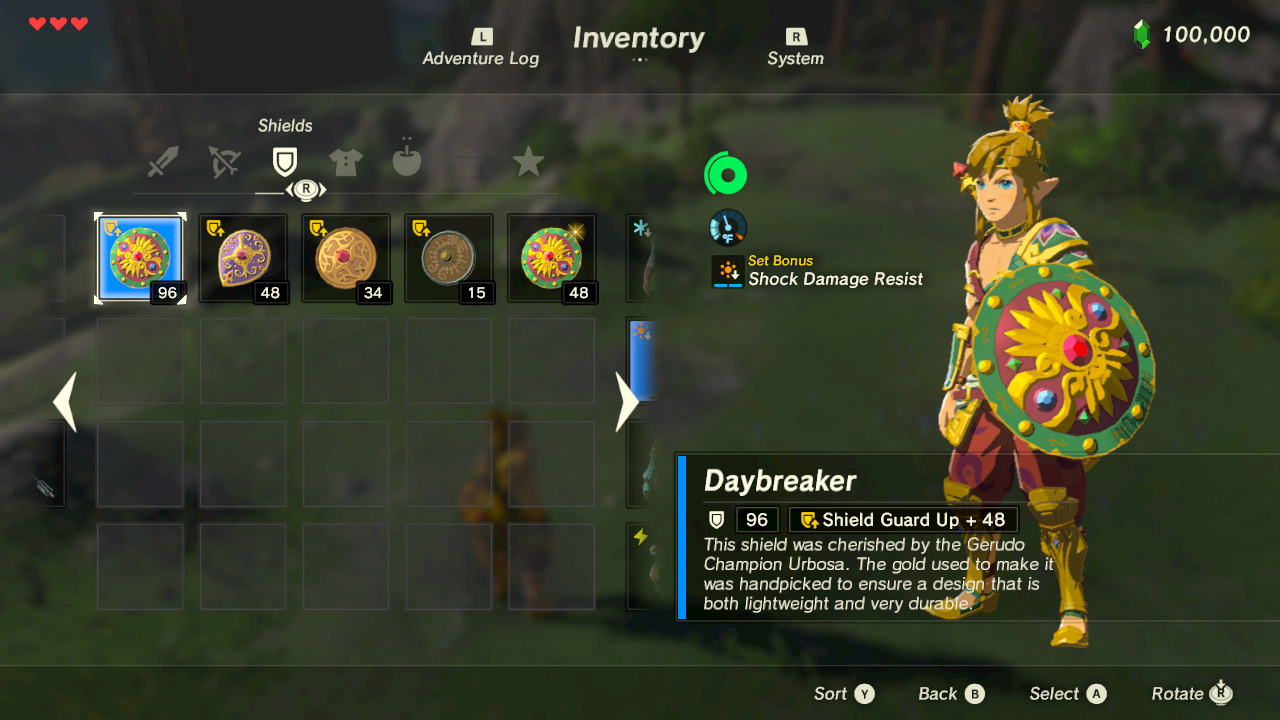 L
Adventure Log
Inventory
R
System
100,000
Shields
R
96
48
34
15
48
°F
Set Bonus
Shock Damage Resist
Daybreaker
96
Shield Guard Up + 48
This shield was cherished by the Gerudo
Champion Urbosa. The gold used to make it
was handpicked to ensure a design that is
both lightweight and very durable.
Sort Y
Back B
Select A
Rotate R